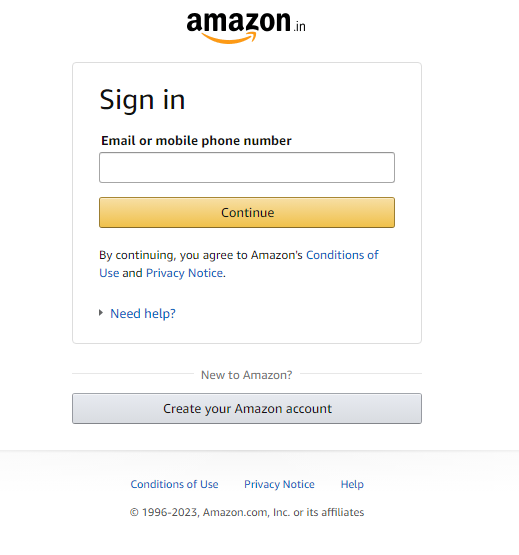 amazon.in
Sign in
Email or mobile phone number
Continue
By continuing, you agree to Amazon's Conditions of
Use and Privacy Notice.
Need help?
New to Amazon?
Create your Amazon account
Conditions of Use Privacy Notice Help
© 1996-2023, Amazon.com, Inc. or its affiliates